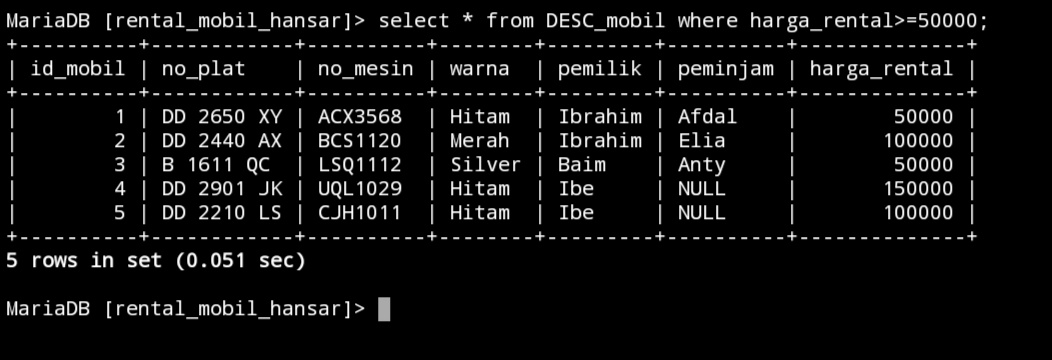 MariaDB [rental_mobil_hansar]> select * from DESC_mobil where harga_rental>=50000;
+----------+------------+----------+--------+----------+----------+--------------+
| id_mobil | no_plat    | no_mesin | warna  | pemilik  | peminjam | harga_rental |
+----------+------------+----------+--------+----------+----------+--------------+
|        1 | DD 2650 XY | ACX3568  | Hitam  | Ibrahim | Afdal    |        50000 |
|        2 | DD 2440 AX | BCS1120  | Merah  | Ibrahim | Elia     |       100000 |
|        3 | B 1611 QC  | LSQ1112  | Silver | Baim    | Anty     |        50000 |
|        4 | DD 2901 JK | UQL1029  | Hitam  | Ibe     | NULL     |       150000 |
|        5 | DD 2210 LS | CJH1011  | Hitam  | Ibe     | NULL     |       100000 |
+----------+------------+----------+--------+---------+----------+--------------+
5 rows in set (0.051 sec)
MariaDB [rental_mobil_hansar]>